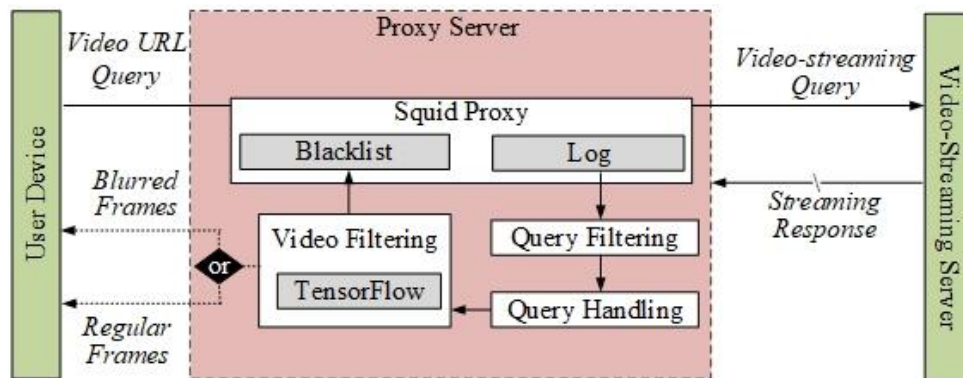 Proxy Server
Video URL
Query
Video-streaming
Query
Squid Proxy
Blacklist
Log
User Device
Blurred
Frames
Video Filtering
Query Filtering
Streaming
Response
Video-Streaming Server
or
TensorFlow
Query Handling
Regular
Frames